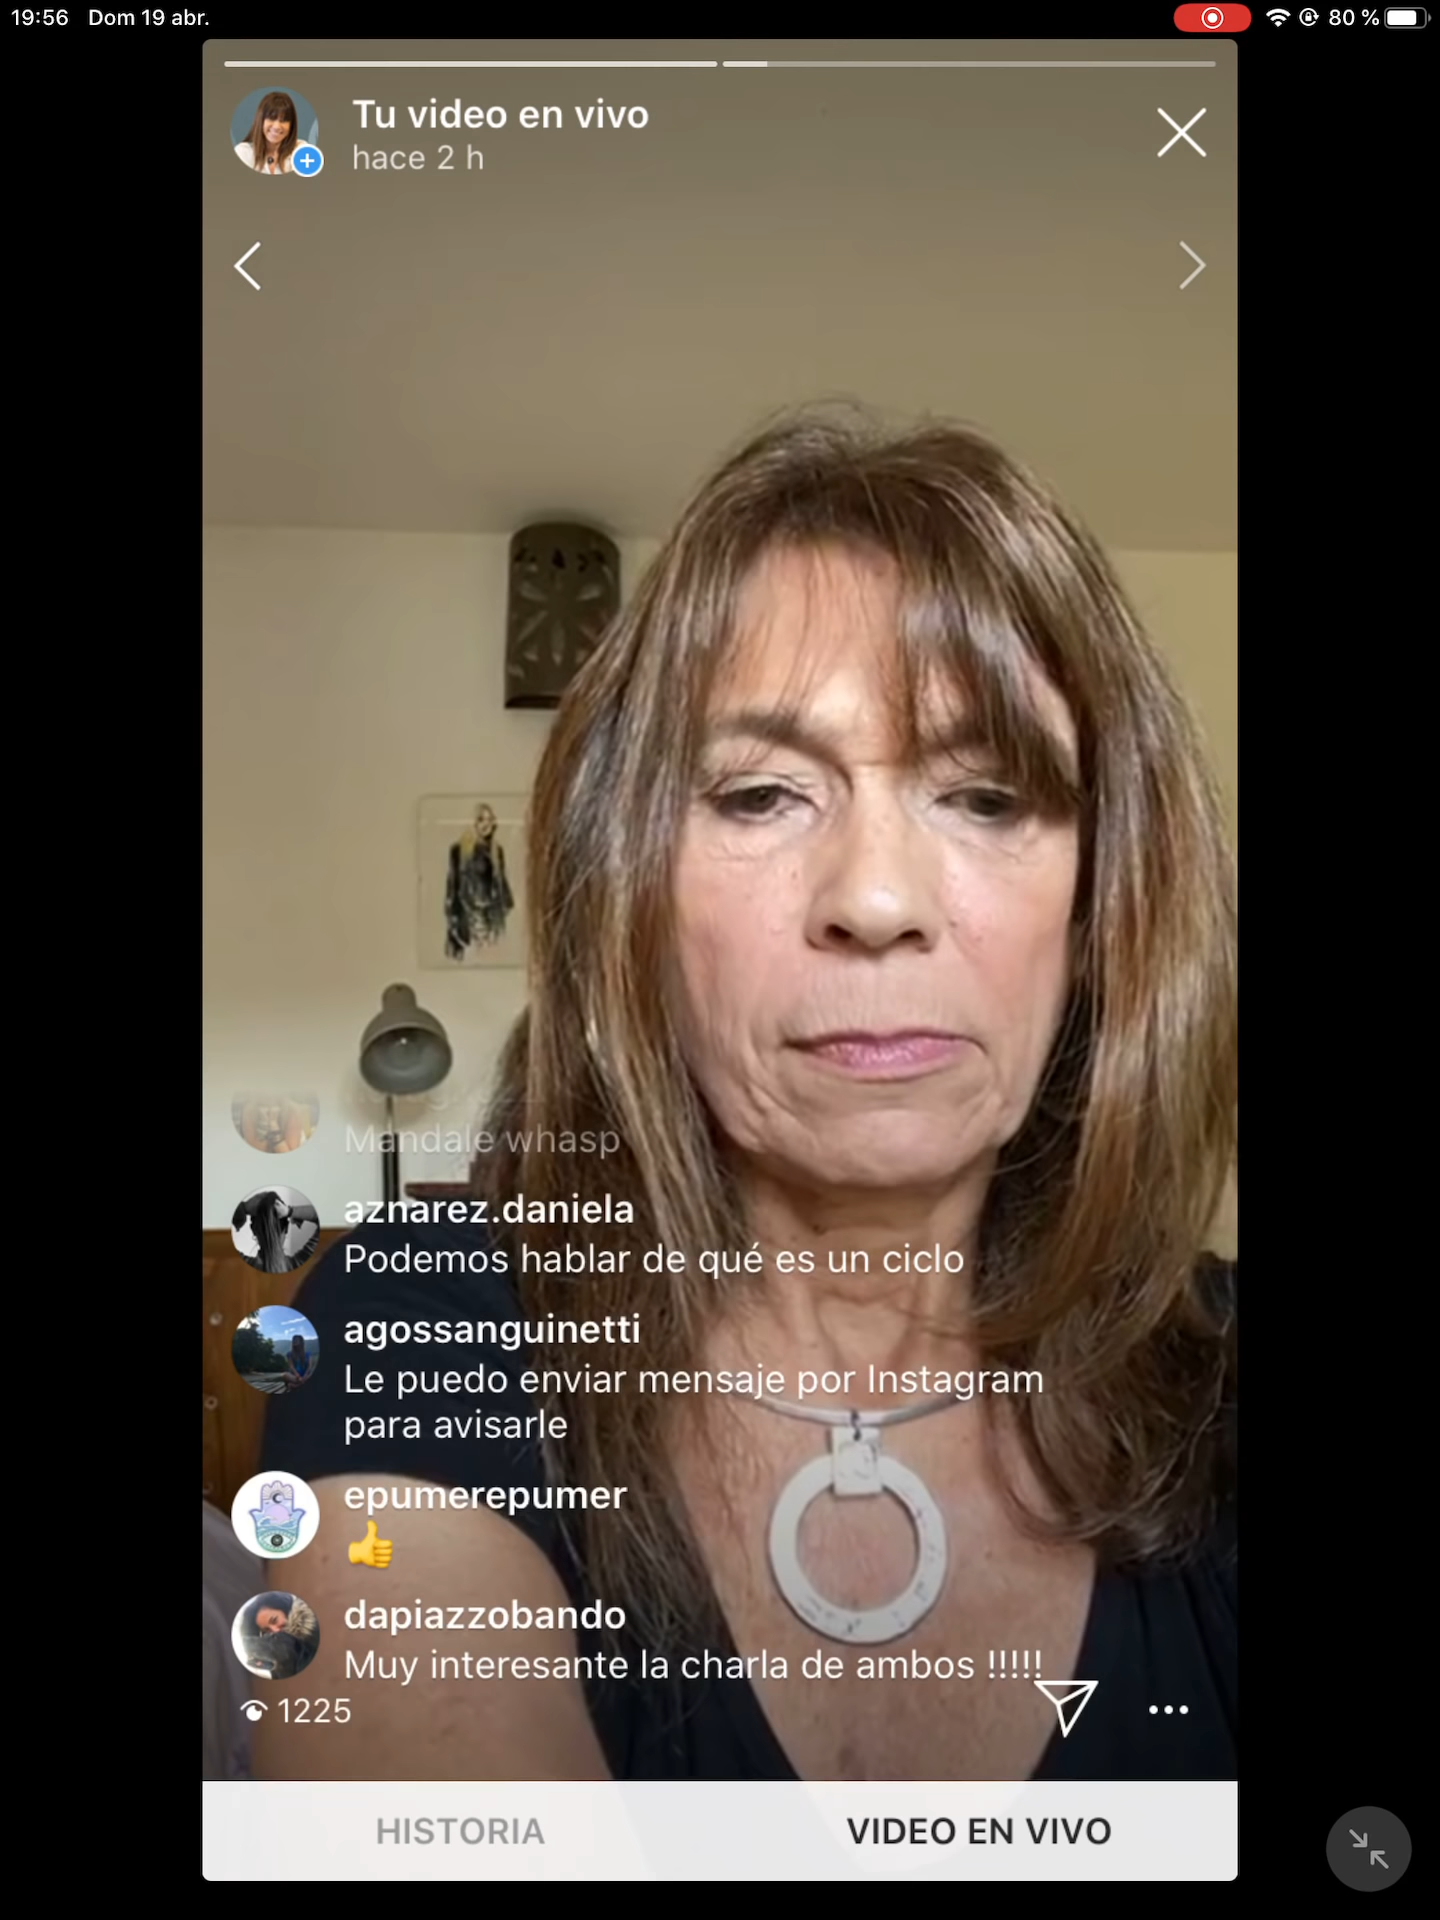 19:56 Dom 19 abr.
80 %
Tu video en vivo
hace 2 h
Mandale whasp
aznarez.daniela
Podemos hablar de qué es un ciclo
agossanguinetti
Le puedo enviar mensaje por Instagram
para avisarle
epumerepumer
👍
dapiazzobando
Muy interesante la charla de ambos !!!!!
1225
HISTORIA
VIDEO EN VIVO